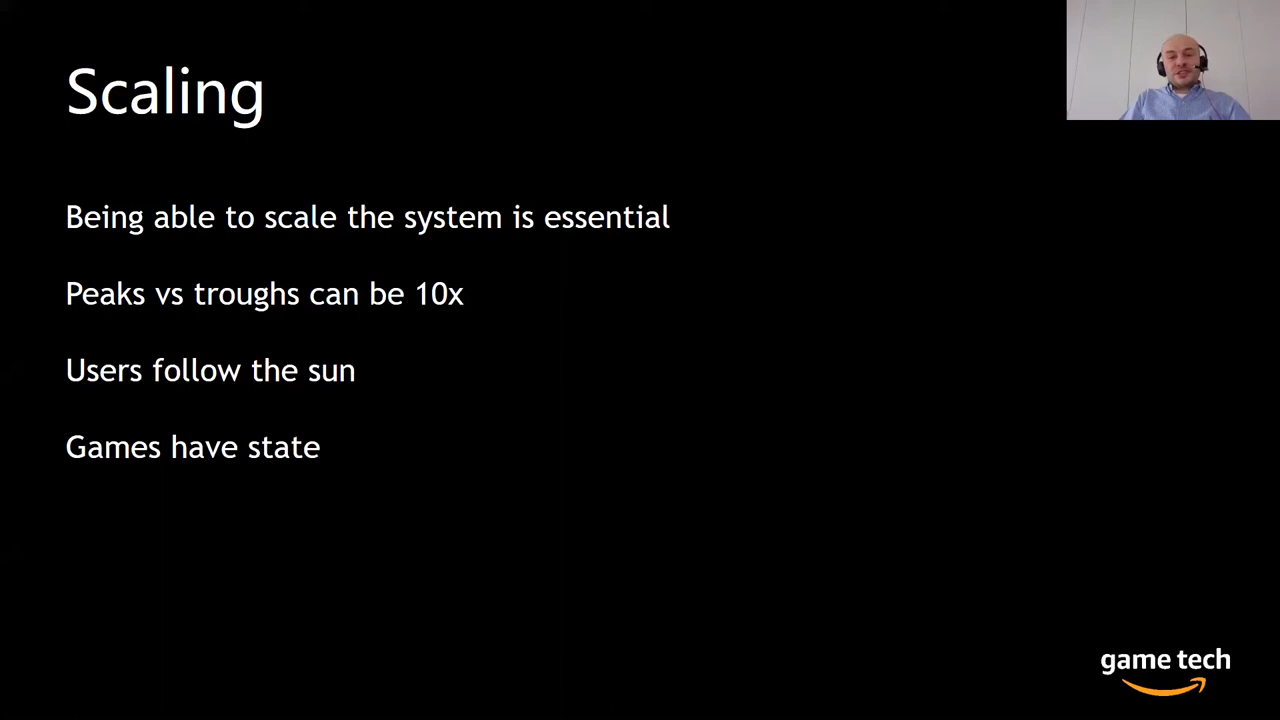 Scaling
Being able to scale the system is essential
Peaks vs troughs can be 10x
Users follow the sun
Games have state
game tech